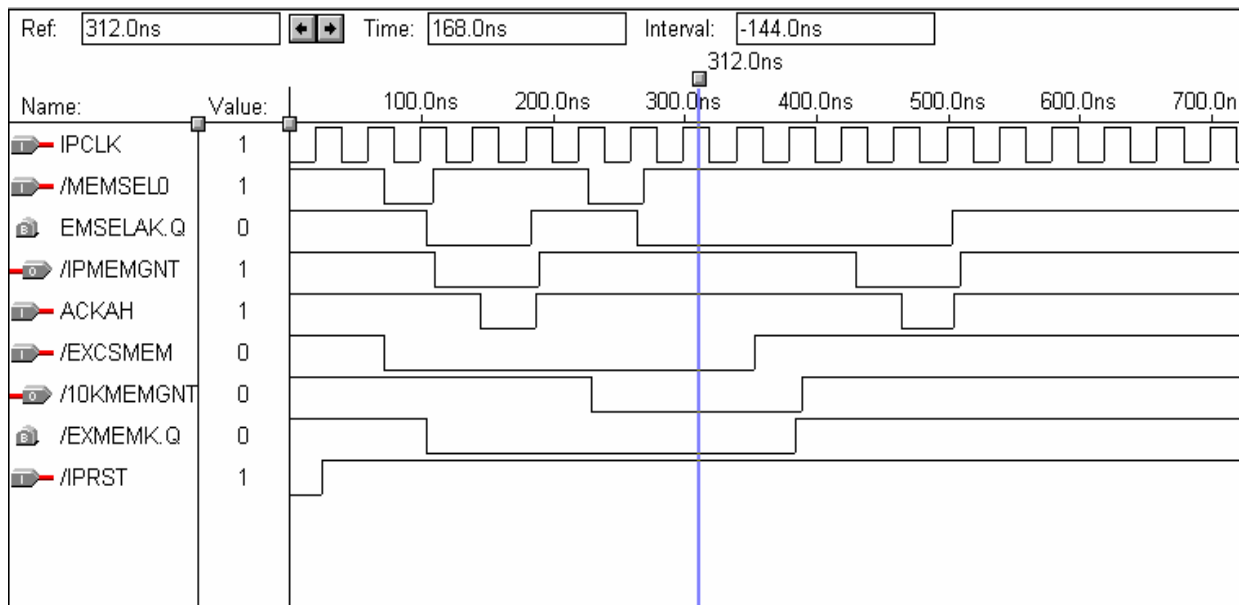 Ref: 312.0ns Time: 168.0ns Interval: -144.0ns
312.0ns
Name: Value: 100.0ns 200.0ns 300.0ns 400.0ns 500.0ns 600.0ns 700.0n
IPCLK 1
/MEMSEL0 1
EMSELAK.Q 0
/IPMEMGNT 1
ACKAH 1
/EXCSMEM 0
/10KMEMGNT 0
/EXMEMK.Q 0
/IPRST 1